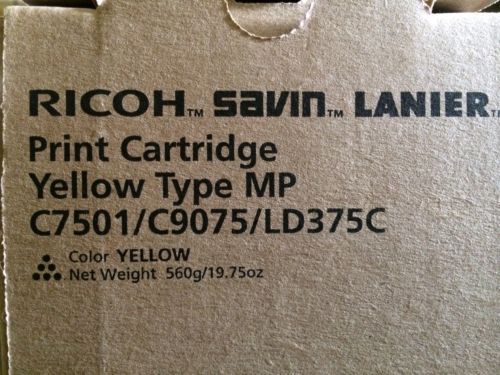 RICOH™ savin™ LANIER™
Print Cartridge
Yellow Type MP
C7501/C9075/LD375C
Color YELLOW
Net Weight 560g/19.75oz